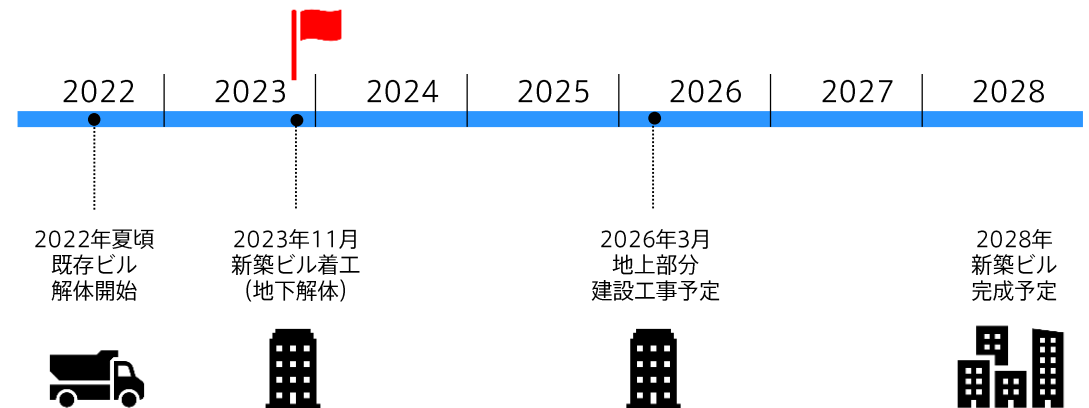 2022
2023
2024
2025
2026
2027
2028
2022年夏頃
既存ビル
解体開始
2023年11月
新築ビル着工
(地下解体)
2026年3月
地上部分
建設工事予定
2028年
新築ビル
完成予定